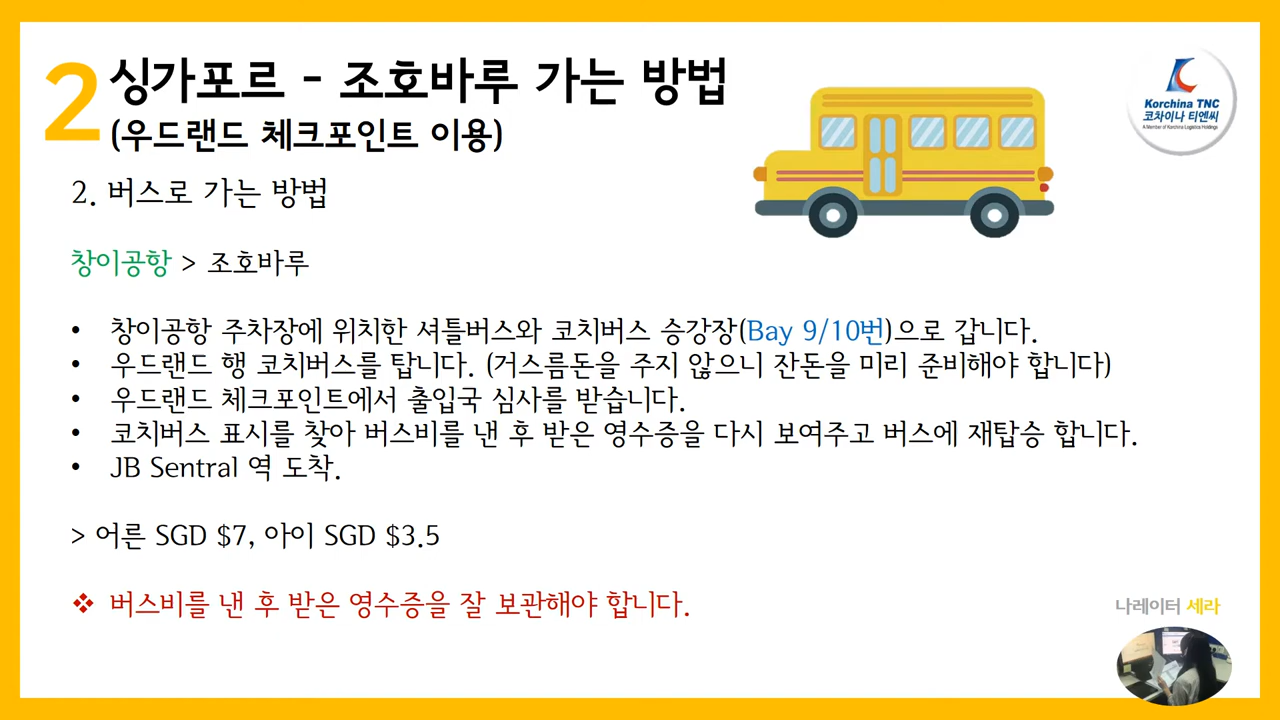 2
싱가포르 - 조호바루 가는 방법
(우드랜드 체크포인트 이용)
Korchina TNC
코차이나 티엔씨
A Member of Korchina Logistics Holdings
2. 버스로 가는 방법
창이공항 > 조호바루
• 창이공항 주차장에 위치한 셔틀버스와 코치버스 승강장(Bay 9/10번)으로 갑니다.
• 우드랜드 행 코치버스를 탑니다. (거스름돈을 주지 않으니 잔돈을 미리 준비해야 합니다)
• 우드랜드 체크포인트에서 출입국 심사를 받습니다.
• 코치버스 표시를 찾아 버스비를 낸 후 받은 영수증을 다시 보여주고 버스에 재탑승 합니다.
• JB Sentral 역 도착.
> 어른 SGD $7, 아이 SGD $3.5
❖ 버스비를 낸 후 받은 영수증을 잘 보관해야 합니다.
나레이터 세라